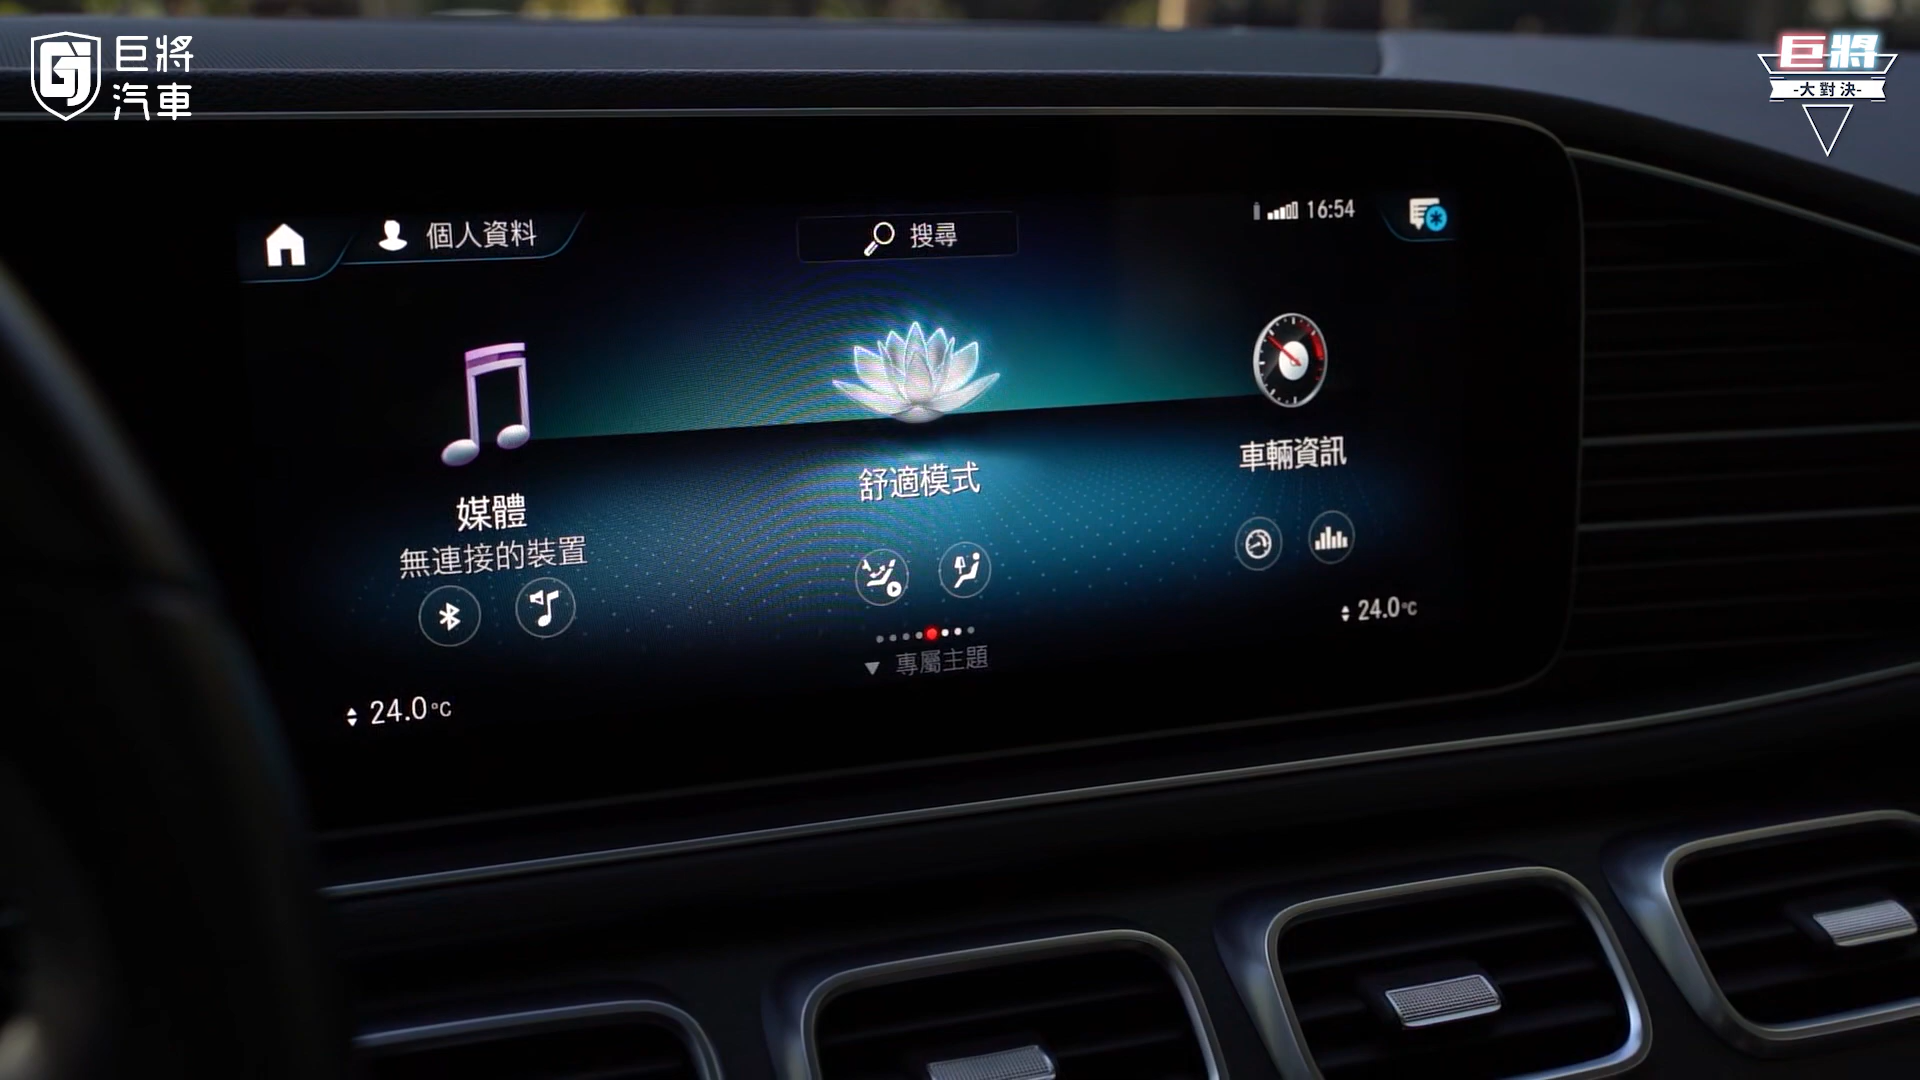 GJ
巨將
汽車
巨將
-大對決-
個人資料
搜尋
16:54
媒體
無連接的裝置
舒適模式
車輛資訊
專屬主題
24.0°C
24.0°C